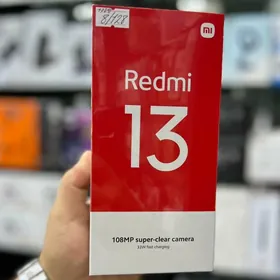 8/128
mi
Redmi
13
108MP super-clear camera
33W fast charging